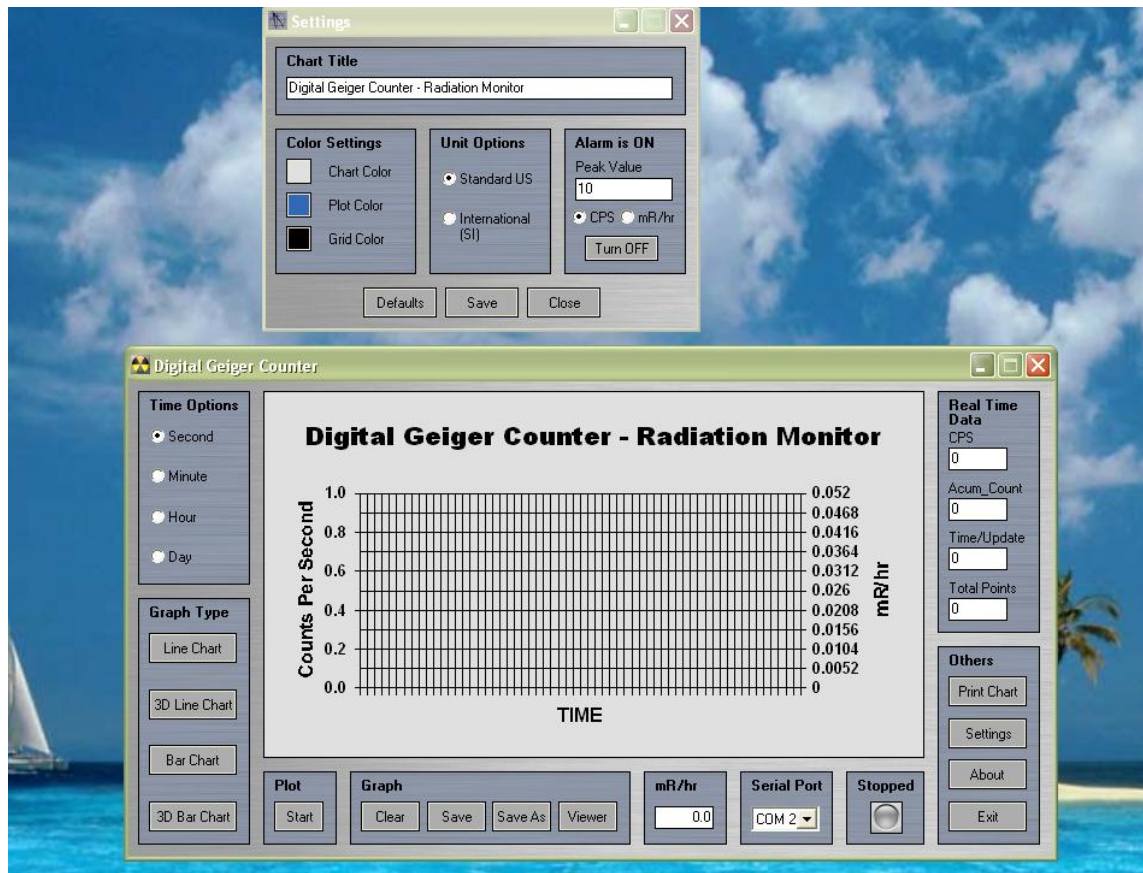 Settings
Chart Title
Digital Geiger Counter - Radiation Monitor
Color Settings
Chart Color
Plot Color
Grid Color
Unit Options
Standard US
International
(SI)
Alarm is ON
Peak Value
10
CPS mR/hr
Turn OFF
Defaults Save Close
Digital Geiger Counter
Time Options
Second
Minute
Hour
Day
Graph Type
Line Chart
3D Line Chart
Bar Chart
3D Bar Chart
Digital Geiger Counter - Radiation Monitor
Counts Per Second
1.0
0.8
0.6
0.4
0.2
0.0
0.052
0.0468
0.0416
0.0364
0.0312
0.026
0.0208
0.0156
0.0104
0.0052
0
mR/hr
TIME
Plot
Start
Graph
Clear Save Save As Viewer
mR/hr
0.0
Serial Port
COM 2
Stopped
Real Time
Data
CPS
0
Acum_Count
0
Time/Update
0
Total Points
0
Others
Print Chart
Settings
About
Exit